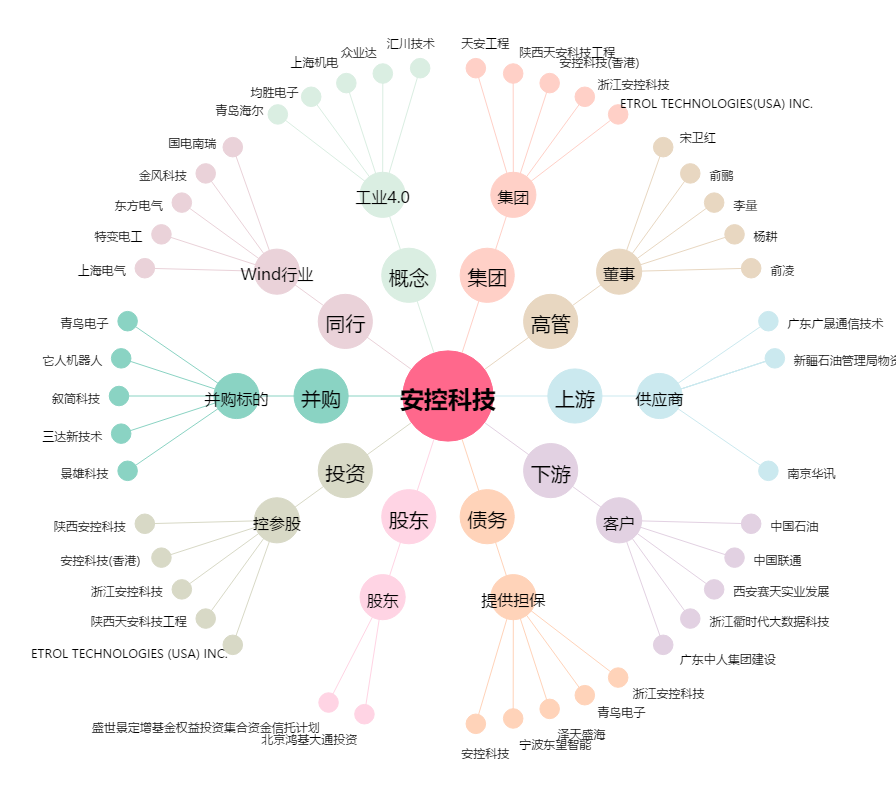 汇川技术
众业达
上海机电
均胜电子
青岛海尔
工业4.0
概念
天安工程
陕西天安科技工程
安控科技(香港)
浙江安控科技
ETROL TECHNOLOGIES(USA) INC.
集团
集团
宋卫红
俞鹏
李量
杨耕
俞凌
董事
高管
国电南瑞
金风科技
东方电气
特变电工
上海电气
Wind行业
同行
青鸟电子
它人机器人
叙简科技
三达新技术
景雄科技
并购标的
并购
安控科技
上游
供应商
广东广晟通信技术
新疆石油管理局物资
南京华讯
投资
控参股
陕西安控科技
安控科技(香港)
浙江安控科技
陕西天安科技工程
ETROL TECHNOLOGIES (USA) INC.
股东
股东
盛世景定增基金权益投资集合资金信托计划
北京鸿基大通投资
债务
提供担保
浙江安控科技
青鸟电子
泽天盛海
宁波东望智能
安控科技
下游
客户
中国石油
中国联通
西安赛天实业发展
浙江衢时代大数据科技
广东中人集团建设